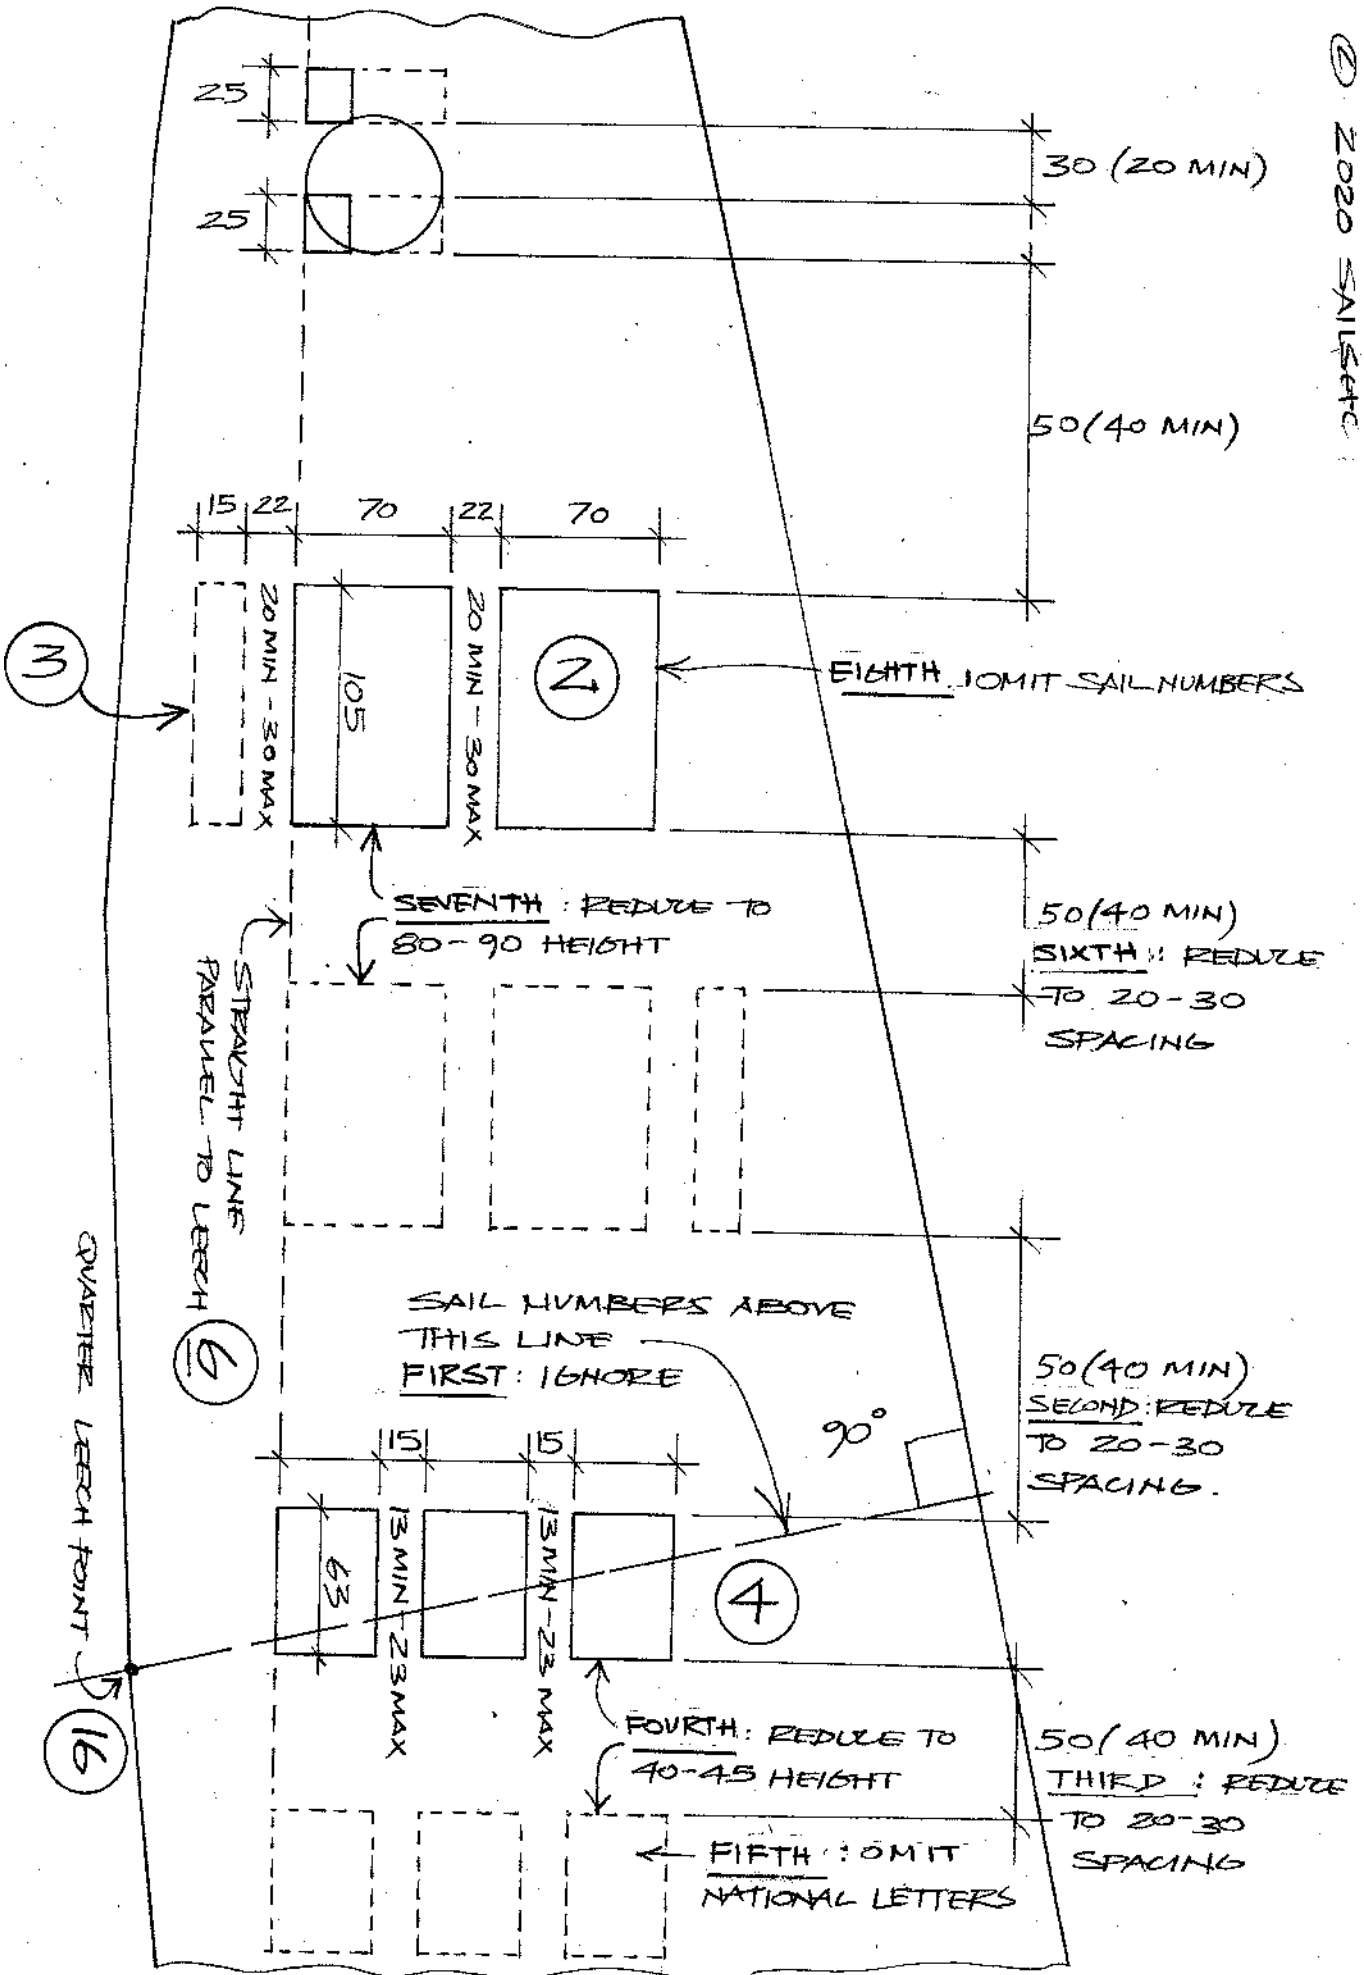 © 2020 SAILSETC
25
30 (20 MIN)
25
50(40 MIN)
15
22
70
22
70
20 MIN - 30 MAX
105
20 MIN - 30 MAX
2
3
EIGHTH : OMIT SAIL NUMBERS
SEVENTH : REDUCE TO
80-90 HEIGHT
50(40 MIN)
SIXTH : REDUCE
TO 20-30
SPACING
STRAIGHT LINE
PARALLEL TO LEECH
6
QUARTER LEECH POINT
16
SAIL NUMBERS ABOVE
THIS LINE
FIRST : IGNORE
90°
50(40 MIN)
SECOND : REDUCE
TO 20-30
SPACING.
15
15
63
13 MIN - 23 MAX
13 MIN - 23 MAX
4
FOURTH : REDUCE TO
40-45 HEIGHT
50(40 MIN)
THIRD : REDUCE
TO 20-30
SPACING
FIFTH : OMIT
NATIONAL LETTERS